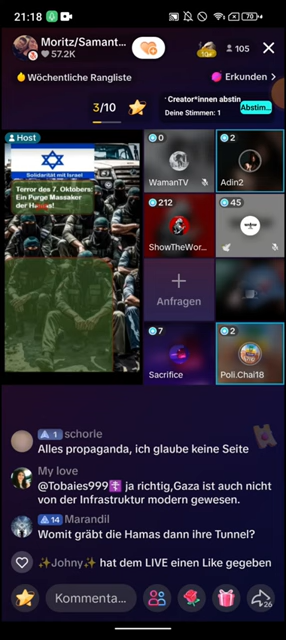 21:18
70
Moritz/Samant...
57.2K
105
Wöchentliche Rangliste
Erkunden >
3/10
Creator*innen abstin
Deine Stimmen: 1
Abstim...
Host
Solidarität mit Israel
Terror des 7. Oktobers:
Ein Purge Massaker
der Hamas!
0
WamanTV
2
Adin2
212
ShowTheWor...
45
+
Anfragen
7
Sacrifice
2
Poli.Chai18
1 schorle
Alles propaganda, ich glaube keine Seite
My love
@Tobaies999 ja richtig,Gaza ist auch nicht
von der Infrastruktur modern gewesen.
14 Marandil
Womit gräbt die Hamas dann ihre Tunnel?
✨Johny✨ hat dem LIVE einen Like gegeben
Kommenta...
26